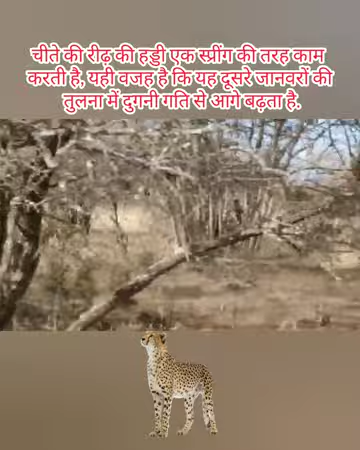 चीते की रीढ़ की हड्डी एक स्प्रींग की तरह काम
करती है, यही वजह है कि यह दूसरे जानवरों की
तुलना में दुगनी गति से आगे बढ़ता है.